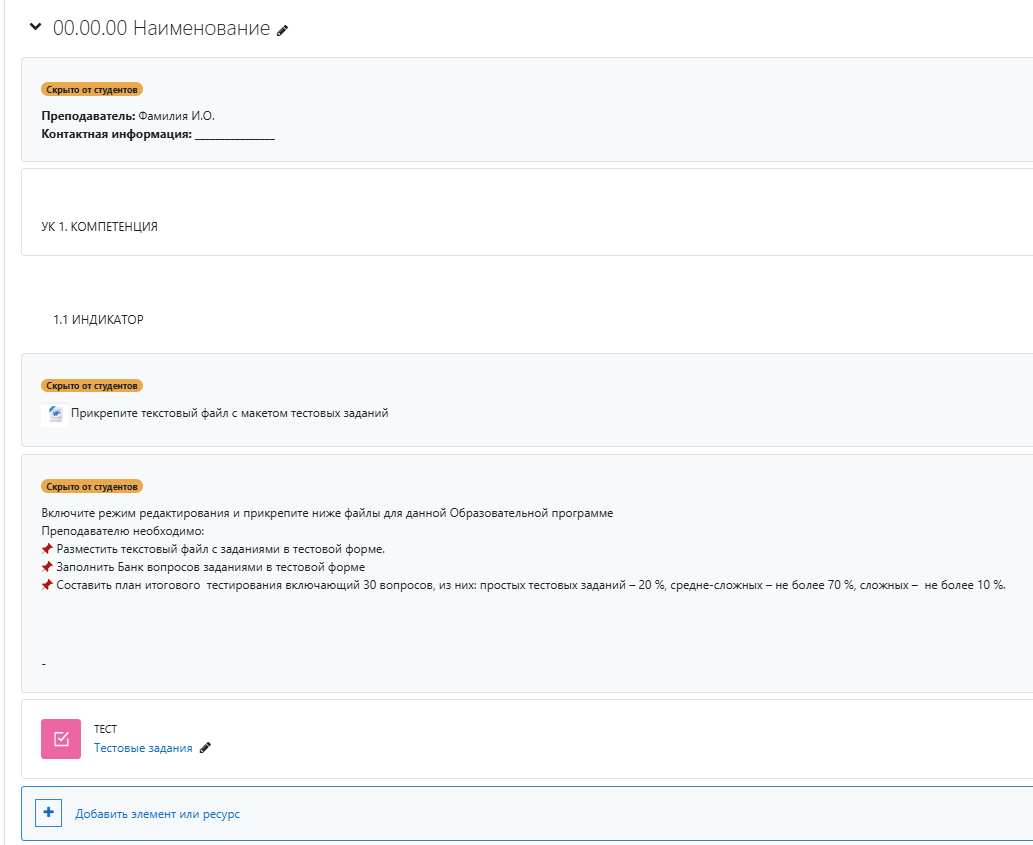 00.00.00 Наименование
Скрыто от студентов
Преподаватель: Фамилия И.О.
Контактная информация: ________________
УК 1. КОМПЕТЕНЦИЯ
1.1 ИНДИКАТОР
Скрыто от студентов
Прикрепите текстовый файл с макетом тестовых заданий
Скрыто от студентов
Включите режим редактирования и прикрепите ниже файлы для данной Образовательной программе
Преподавателю необходимо:
📌 Разместить текстовый файл с заданиями в тестовой форме.
📌 Заполнить Банк вопросов заданиями в тестовой форме
📌 Составить план итогового  тестирования включающий 30 вопросов, из них: простых тестовых заданий – 20 %, средне-сложных – не более 70 %, сложных –  не более 10 %.
-
ТЕСТ
Тестовые задания
Добавить элемент или ресурс